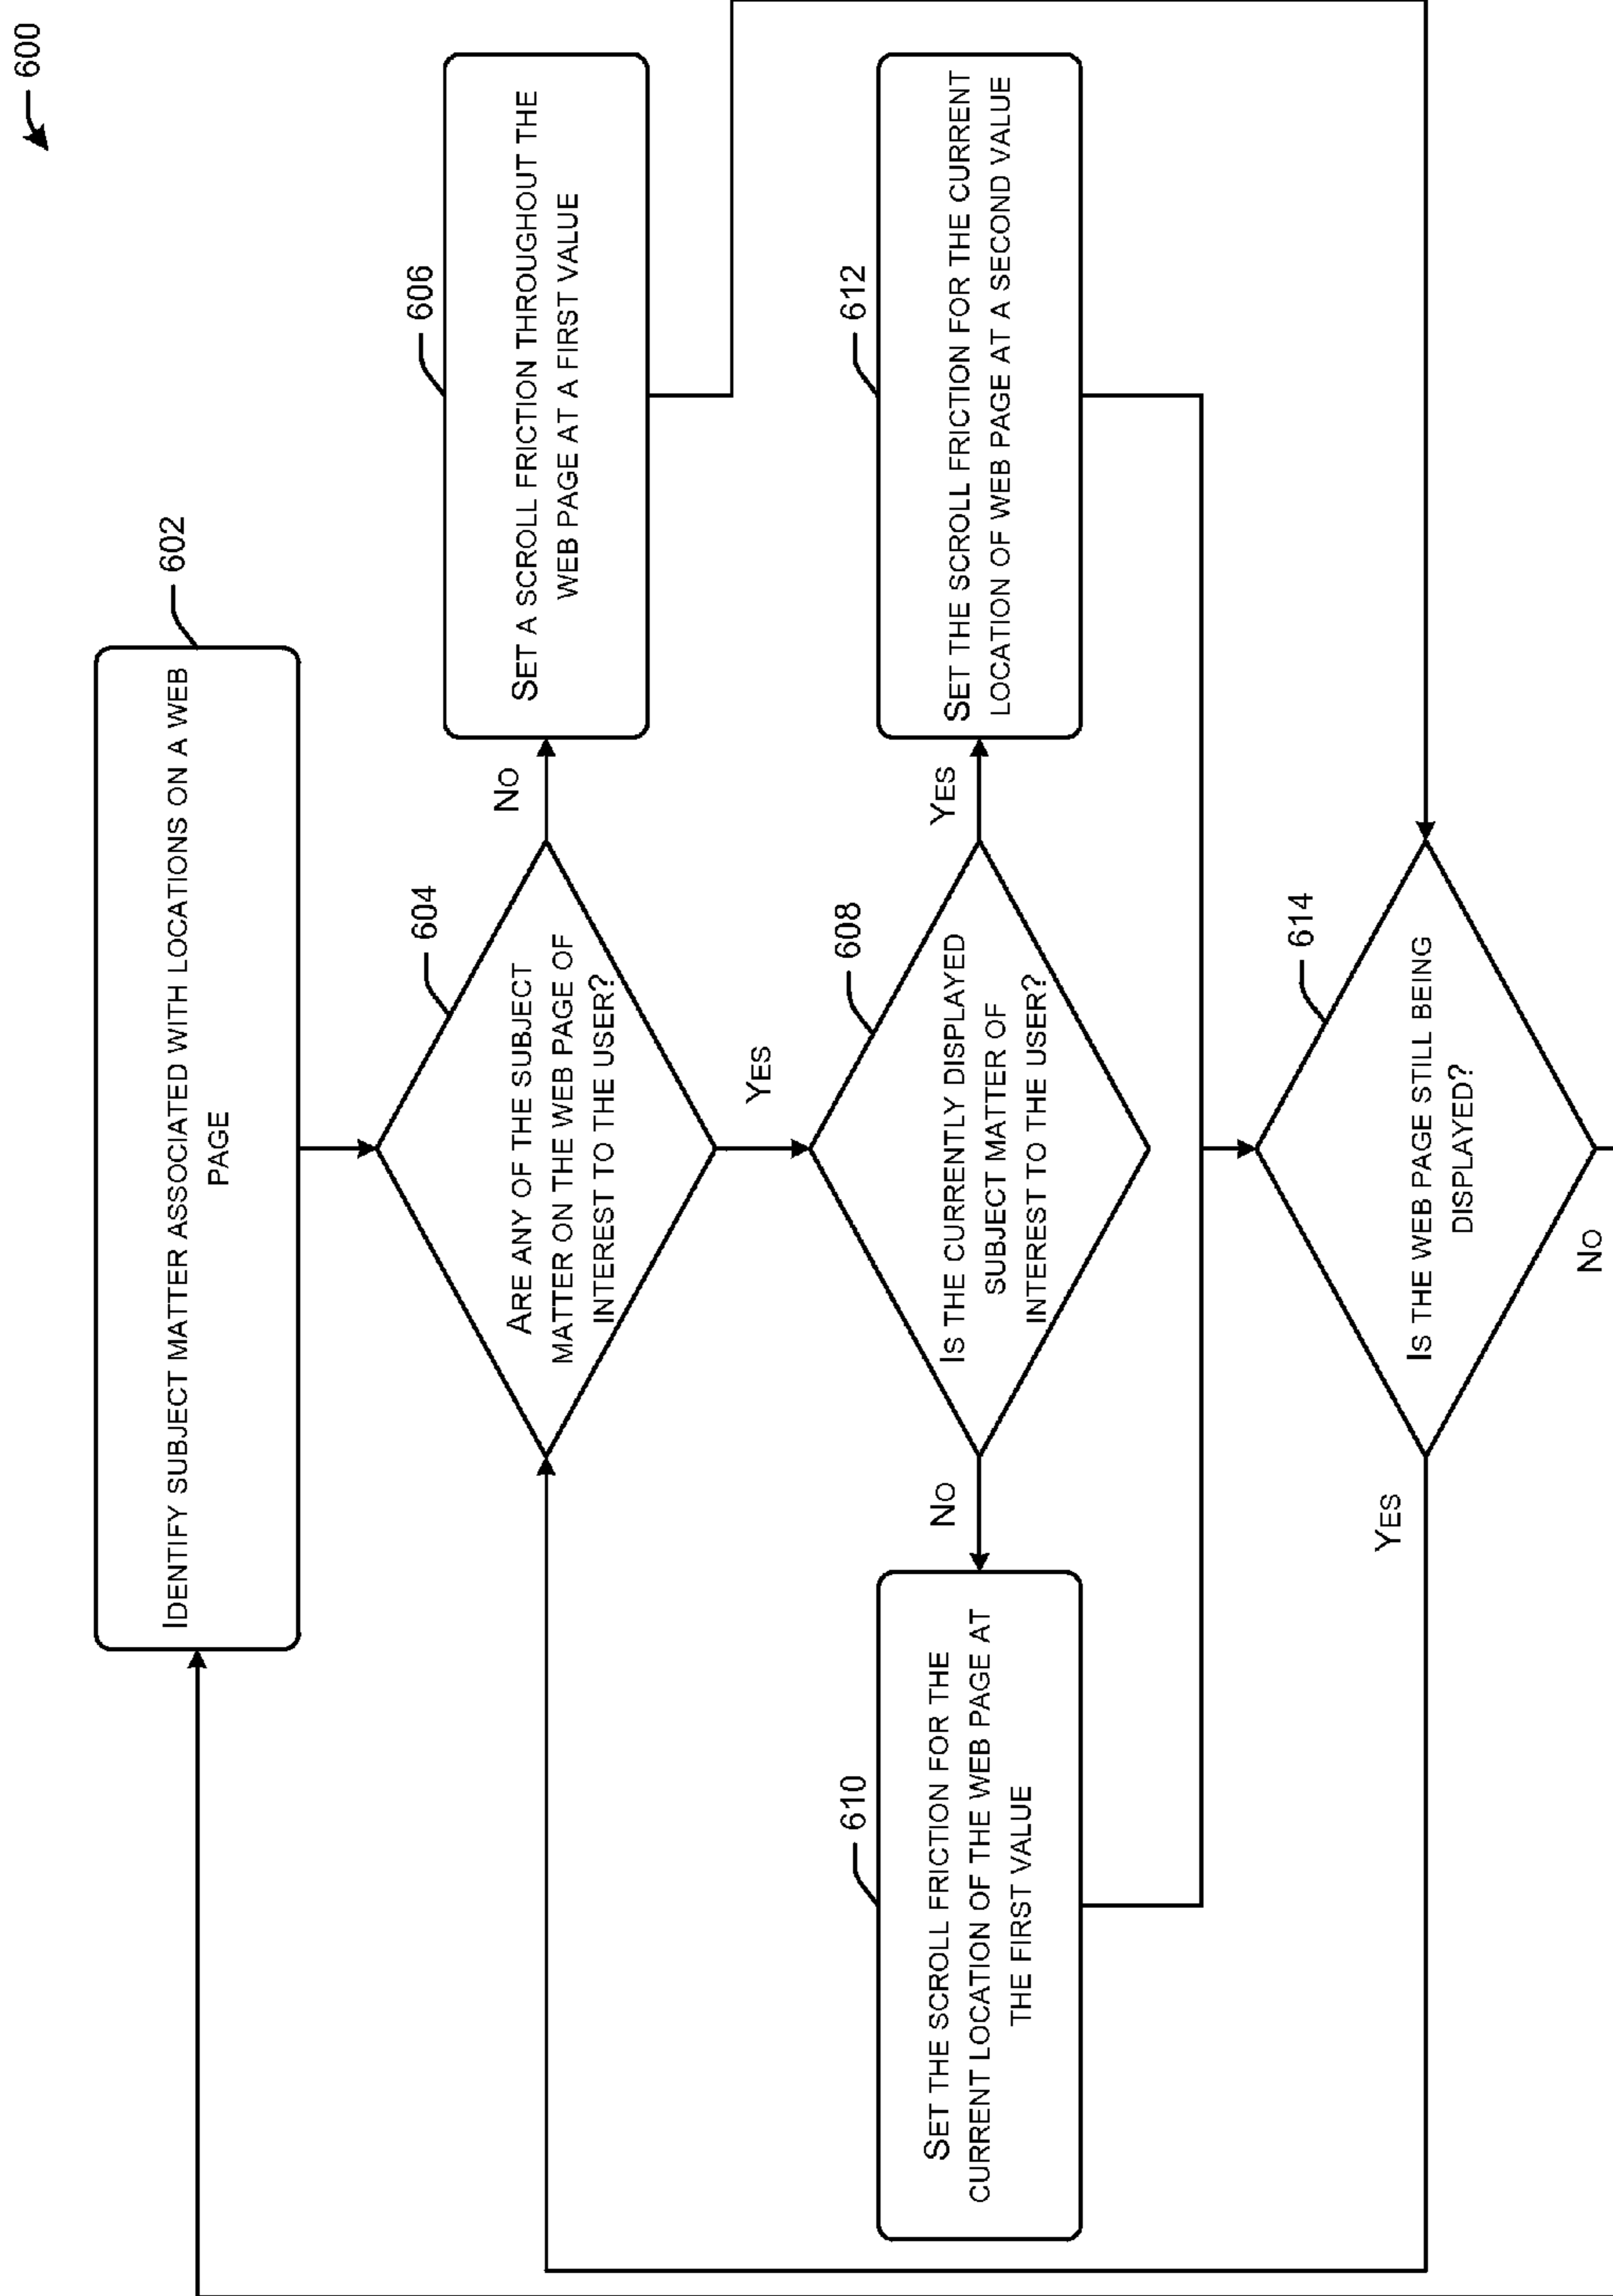 600
602
IDENTIFY SUBJECT MATTER ASSOCIATED WITH LOCATIONS ON A WEB
PAGE
604
ARE ANY OF THE SUBJECT
MATTER ON THE WEB PAGE OF
INTEREST TO THE USER?
NO
606
SET A SCROLL FRICTION THROUGHOUT THE
WEB PAGE AT A FIRST VALUE
YES
608
IS THE CURRENTLY DISPLAYED
SUBJECT MATTER OF
INTEREST TO THE USER?
NO
610
SET THE SCROLL FRICTION FOR THE
CURRENT LOCATION OF THE WEB PAGE AT
THE FIRST VALUE
YES
612
SET THE SCROLL FRICTION FOR THE CURRENT
LOCATION OF WEB PAGE AT A SECOND VALUE
614
IS THE WEB PAGE STILL BEING
DISPLAYED?
YES
NO